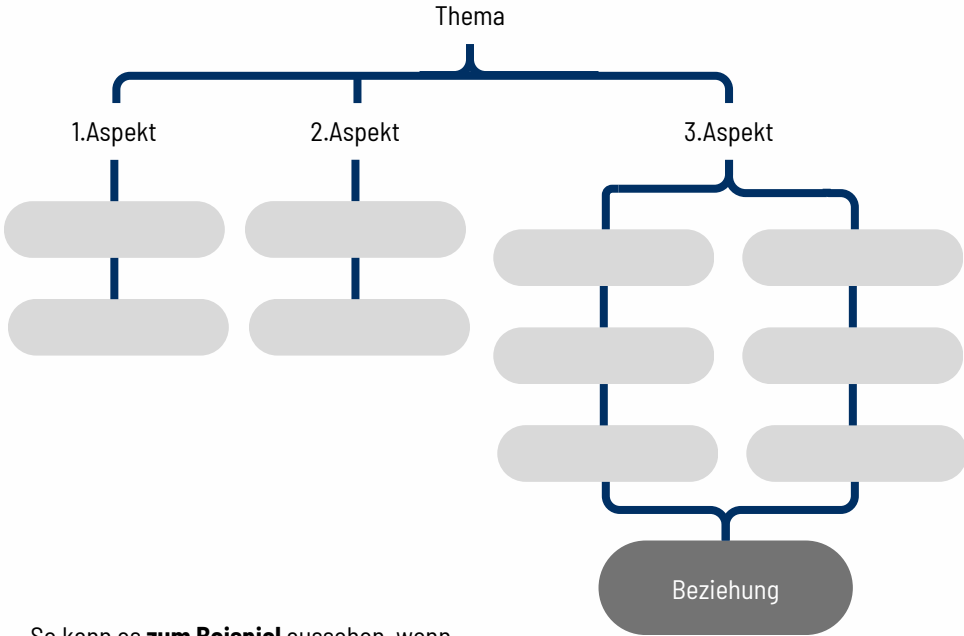 Thema
1.Aspekt
2.Aspekt
3.Aspekt
Beziehung
So kann es zum Beispiel aussehen, wenn